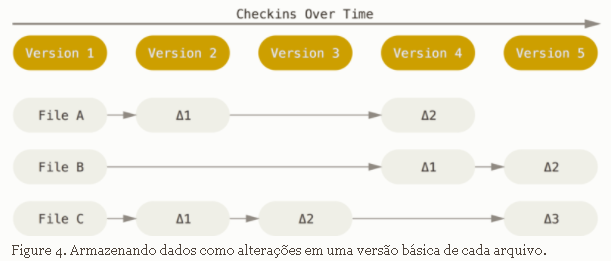 Checkins Over Time
Version 1 Version 2 Version 3 Version 4 Version 5
File A Δ1 Δ2
File B Δ1 Δ2
File C Δ1 Δ2 Δ3
Figure 4. Armazenando dados como alterações em uma versão básica de cada arquivo.